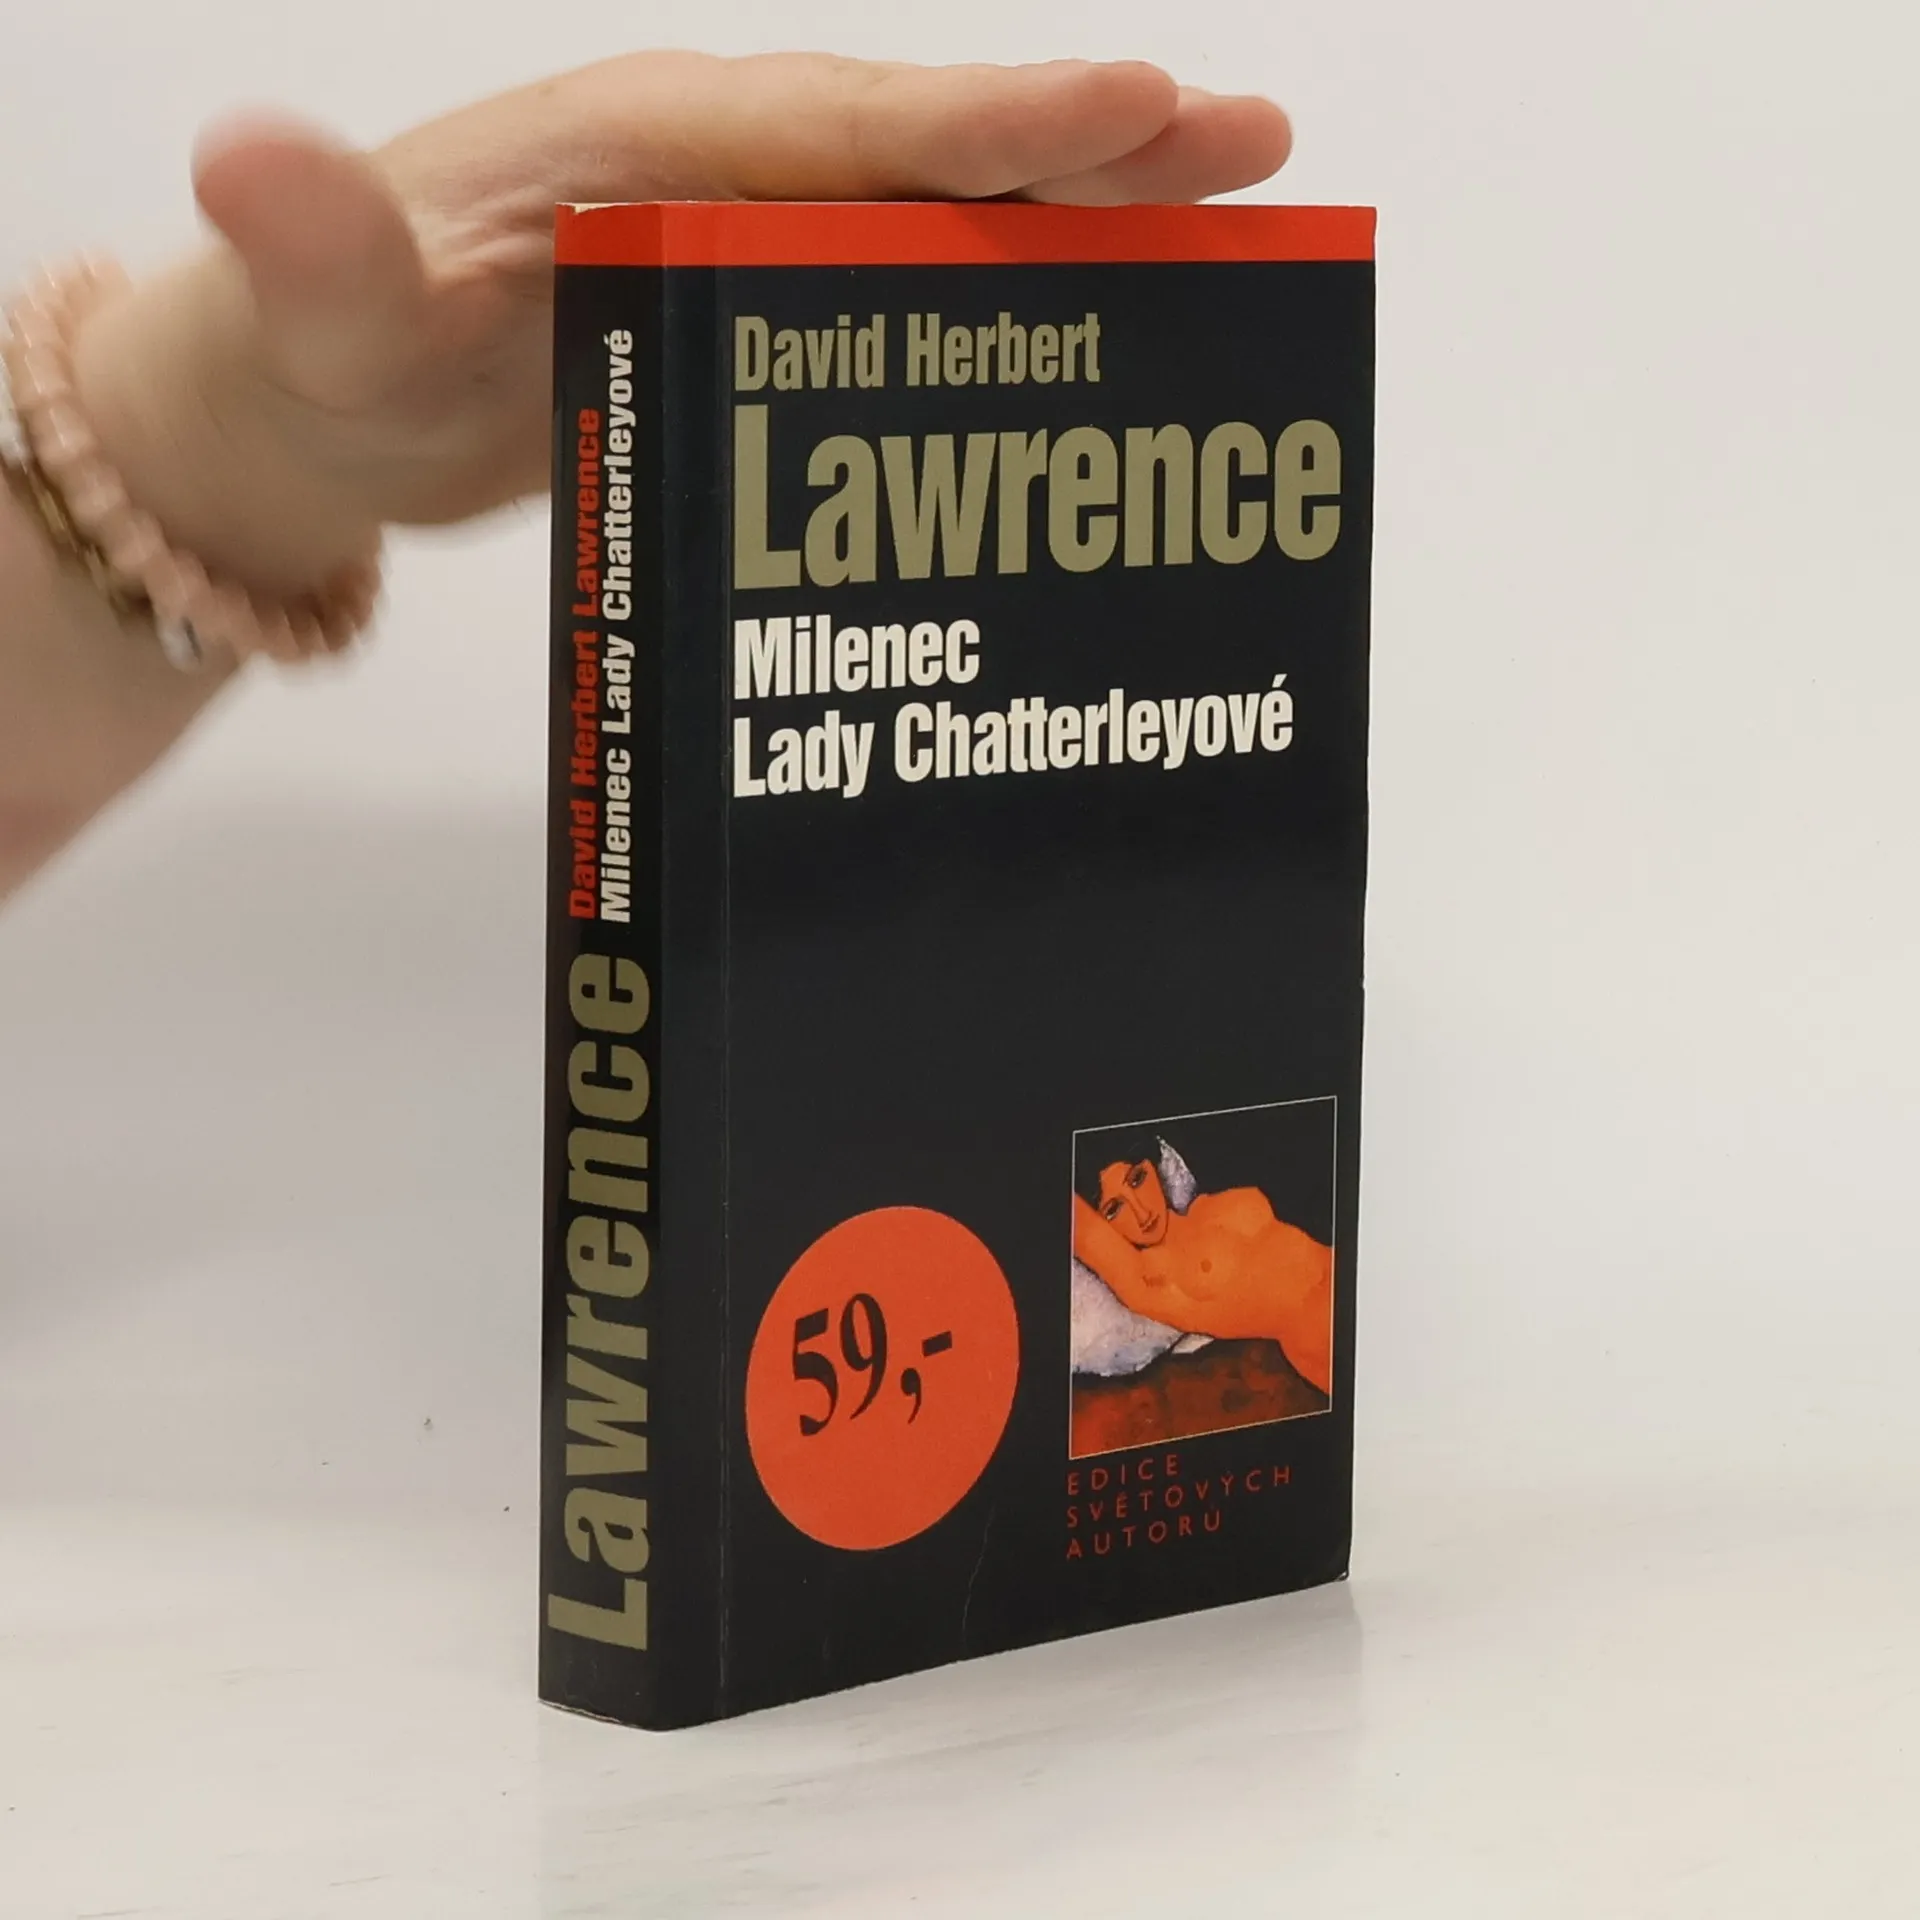 David Herbert
Lawrence
Milenec
Lady Chatterleyové
59,-
EDICE
SVĚTOVÝCH
AUTORŮ
Lawrence
David Herbert Lawrence
Milenec Lady Chatterleyové